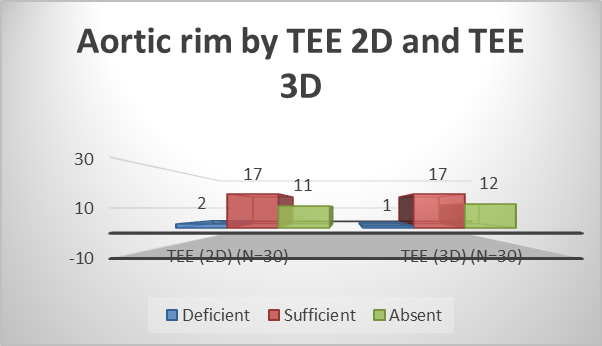 Aortic rim by TEE 2D and TEE
3D
30
10
-10
2
17
11
1
17
12
TEE (2D) (N=30)
TEE (3D) (N=30)
Deficient
Sufficient
Absent